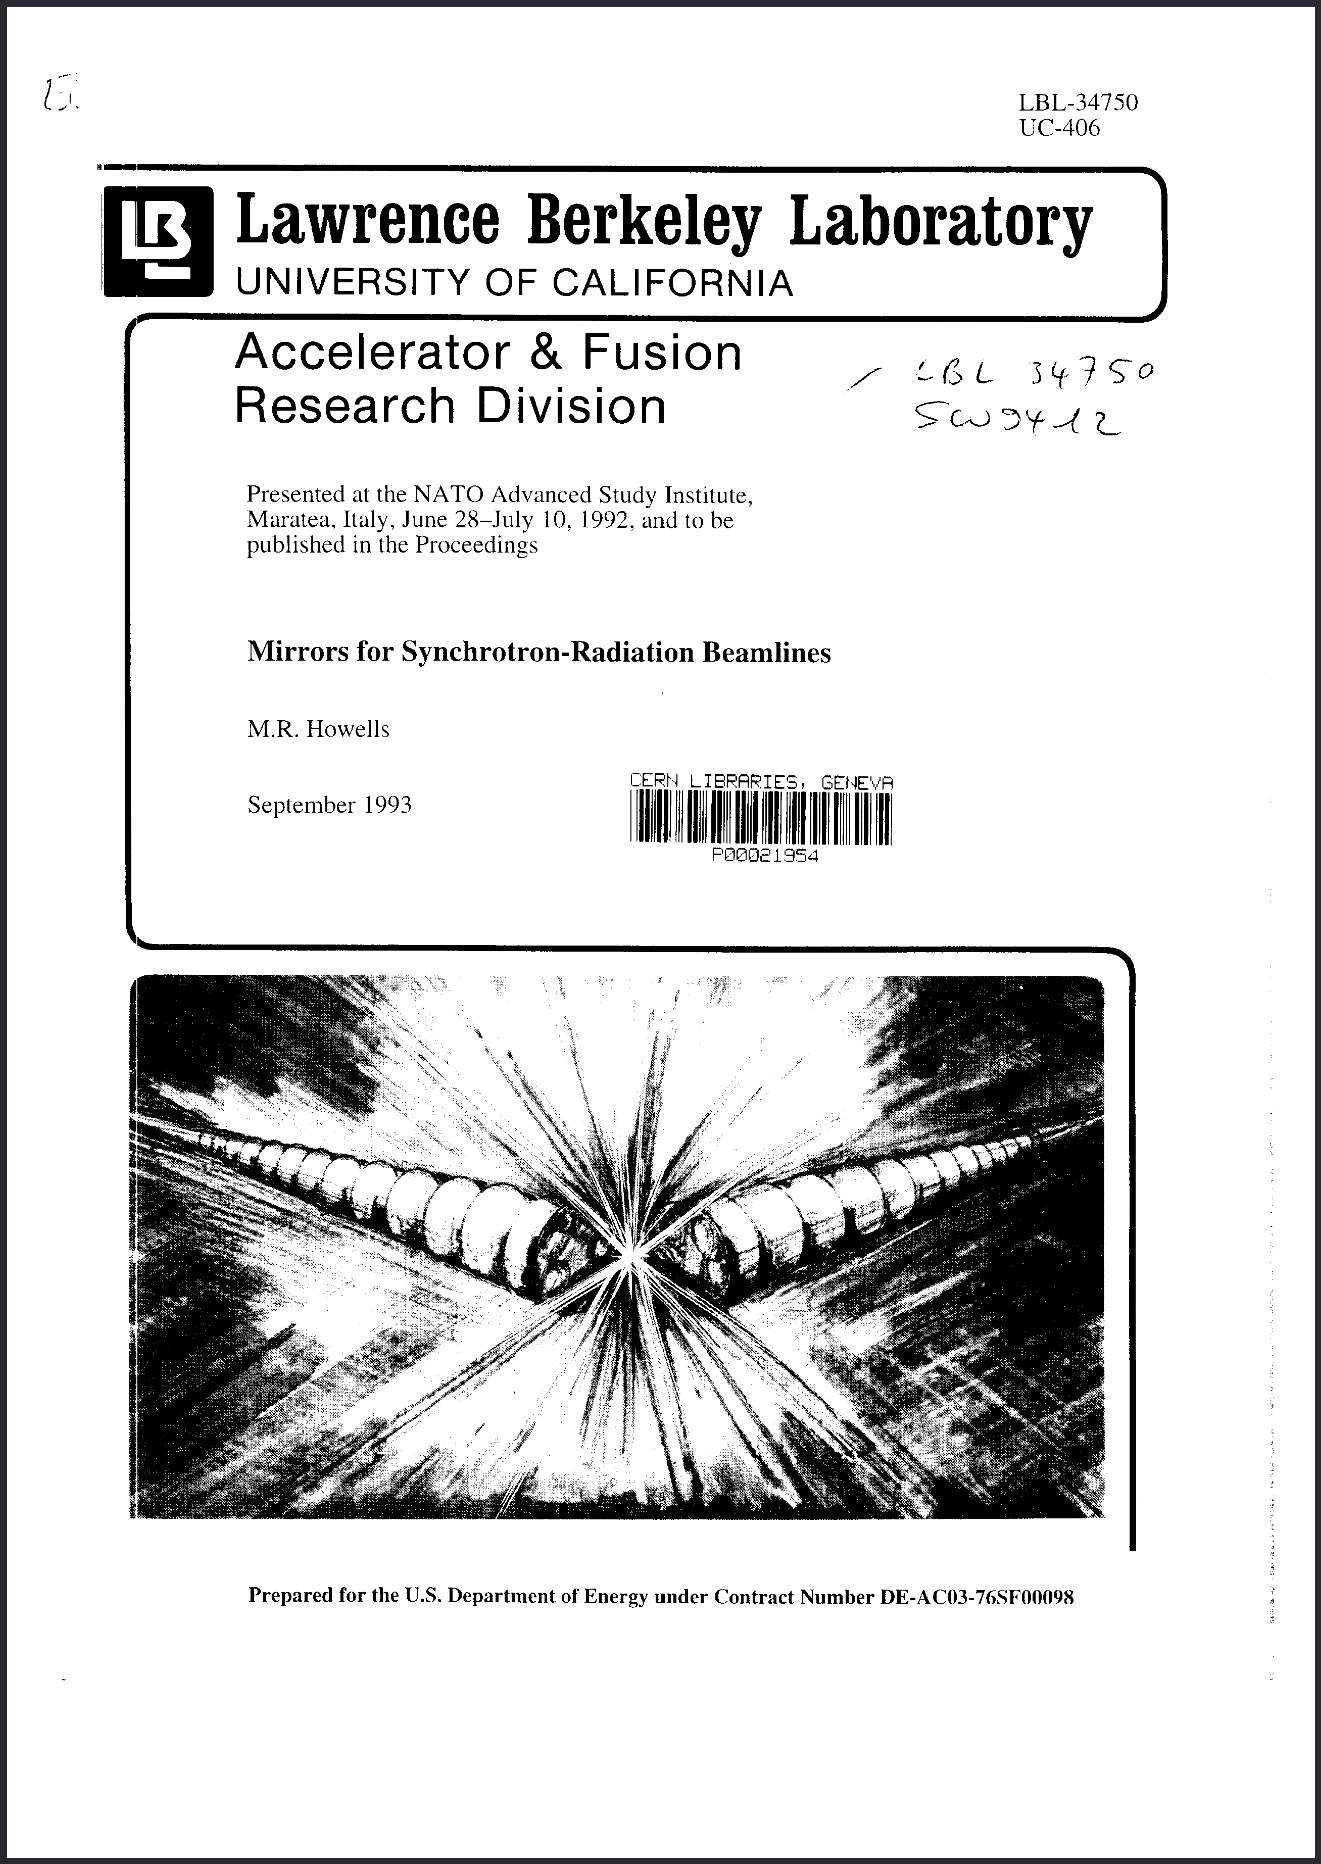 LBL-34750
UC-406
LB
Lawrence Berkeley Laboratory
UNIVERSITY OF CALIFORNIA
Accelerator & Fusion
Research Division
LBL 34750
SW9412
Presented at the NATO Advanced Study Institute,
Maratea, Italy, June 28–July 10, 1992, and to be
published in the Proceedings
Mirrors for Synchrotron-Radiation Beamlines
M.R. Howells
September 1993
CERN LIBRARIES, GENEVA
P00021954
Prepared for the U.S. Department of Energy under Contract Number DE-AC03-76SF00098